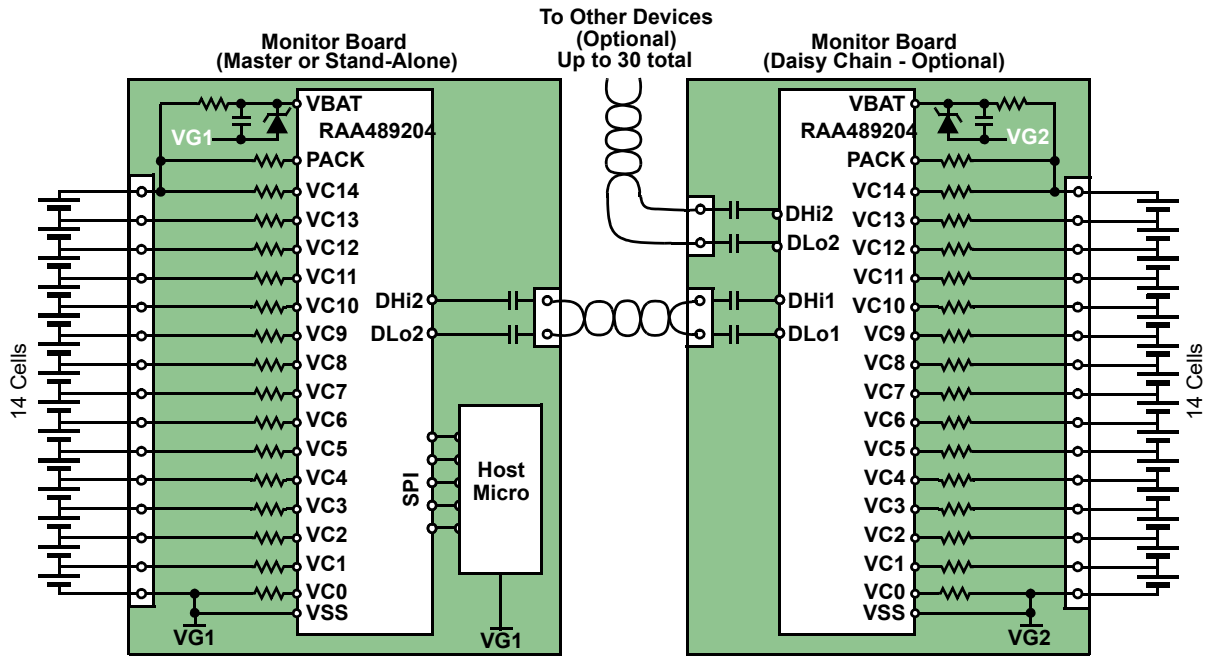 To Other Devices
(Optional)
Up to 30 total
Monitor Board
(Master or Stand-Alone)
Monitor Board
(Daisy Chain - Optional)
VBAT
RAA489204
VG1
PACK
VC14
VC13
VC12
VC11
VC10
VC9
VC8
VC7
VC6
VC5
VC4
VC3
VC2
VC1
VC0
VSS
VG1
14 Cells
DHi2
DLo2
SPI
Host
Micro
VG1
VBAT
RAA489204
VG2
PACK
VC14
VC13
VC12
VC11
VC10
VC9
VC8
VC7
VC6
VC5
VC4
VC3
VC2
VC1
VC0
VSS
VG2
DHi2
DLo2
DHi1
DLo1
14 Cells